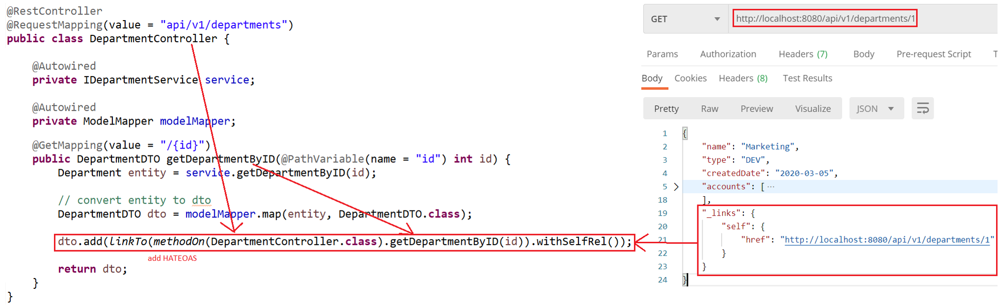 @RestController
@RequestMapping(value = "api/v1/departments")
public class DepartmentController {
@Autowired
private IDepartmentService service;
@Autowired
private ModelMapper modelMapper;
@GetMapping(value = "/{id}")
public DepartmentDTO getDepartmentByID(@PathVariable(name = "id") int id) {
Department entity = service.getDepartmentByID(id);
// convert entity to dto
DepartmentDTO dto = modelMapper.map(entity, DepartmentDTO.class);
dto.add(linkTo(methodOn(DepartmentController.class).getDepartmentByID(id)).withSelfRel());
add HATEOAS
return dto;
}
}
GET http://localhost:8080/api/v1/departments/1
Params Authorization Headers (7) Body Pre-request Script T
Body Cookies Headers (8) Test Results
Pretty Raw Preview Visualize JSON
1 {
2 "name": "Marketing",
3 "type": "DEV",
4 "createdDate": "2020-03-05",
5 "accounts": [ ...
18 ],
19 "_links": {
20 "self": {
21 "href": "http://localhost:8080/api/v1/departments/1"
22 }
23 }
24 }